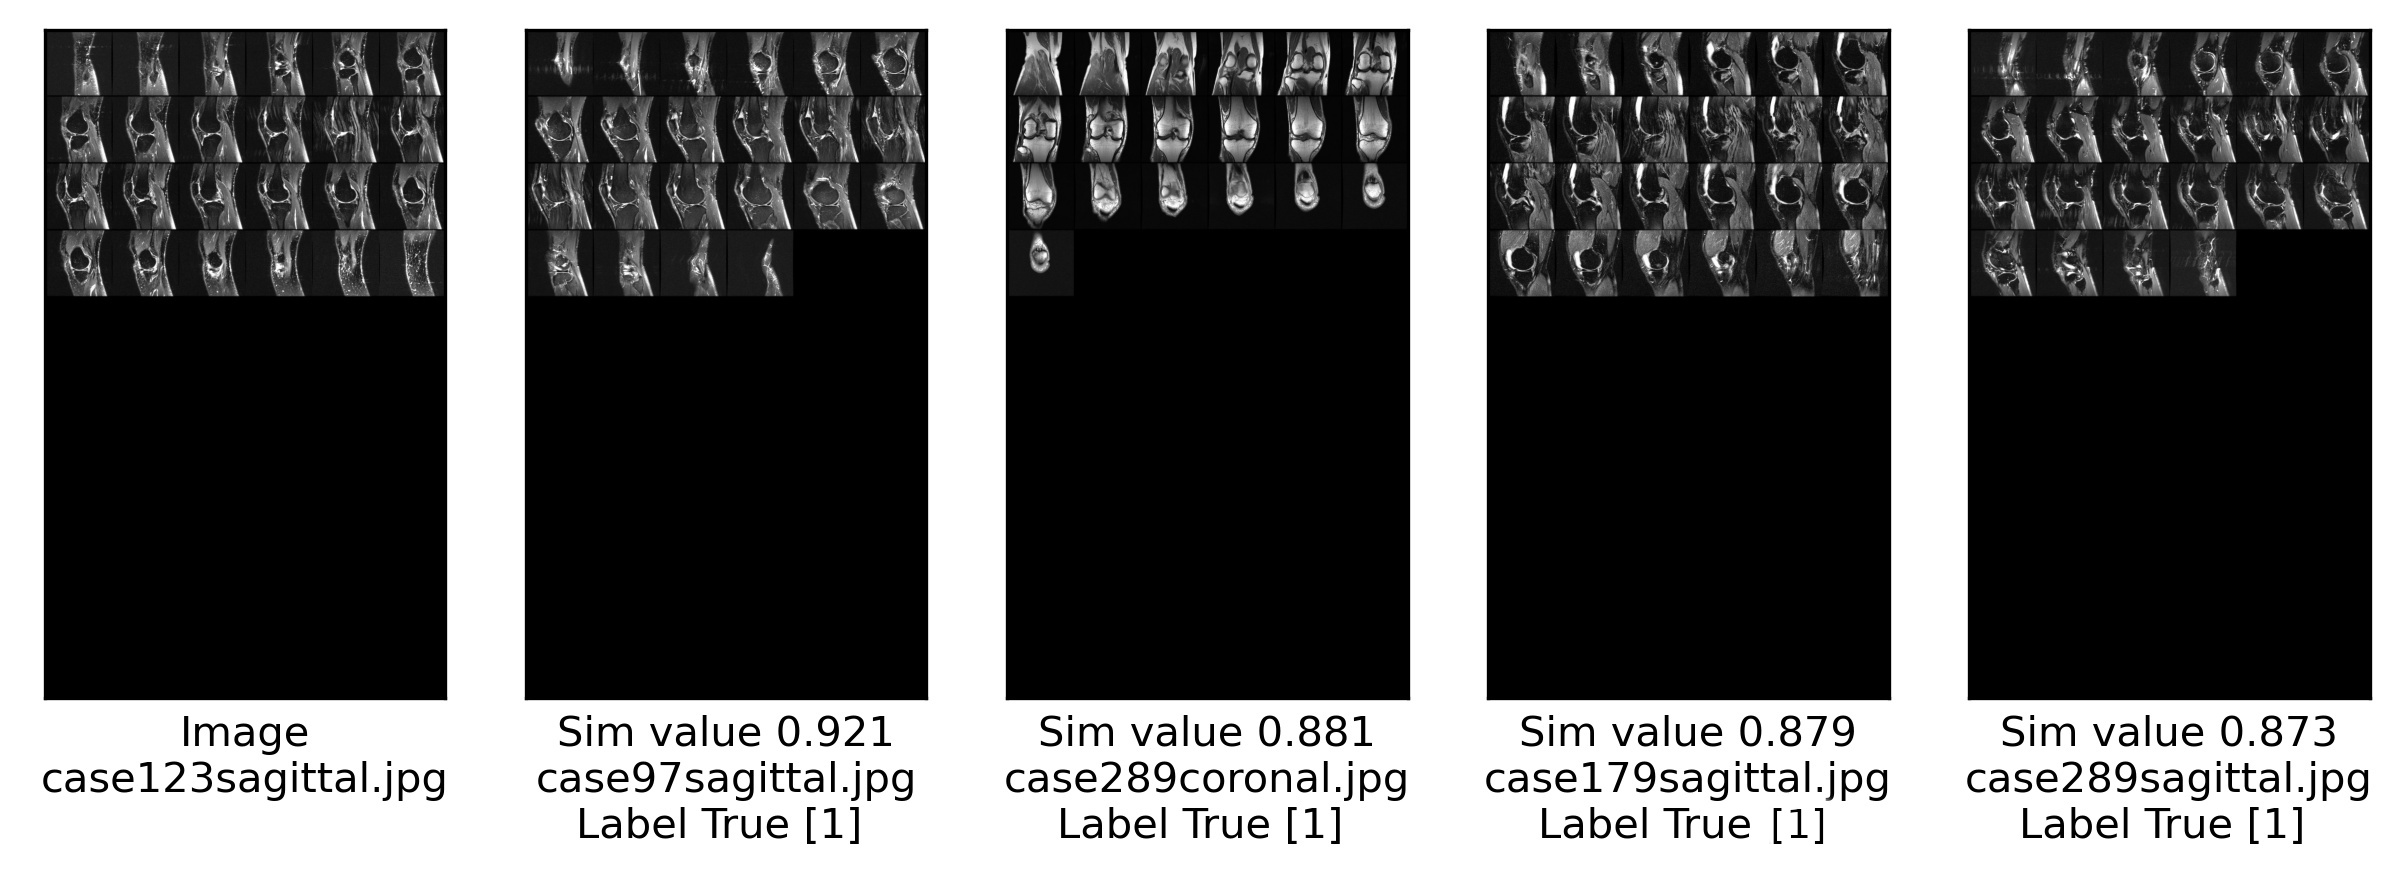 Image
case123sagittal.jpg
Sim value 0.921
case97sagittal.jpg
Label True [1]
Sim value 0.881
case289coronal.jpg
Label True [1]
Sim value 0.879
case179sagittal.jpg
Label True [1]
Sim value 0.873
case289sagittal.jpg
Label True [1]